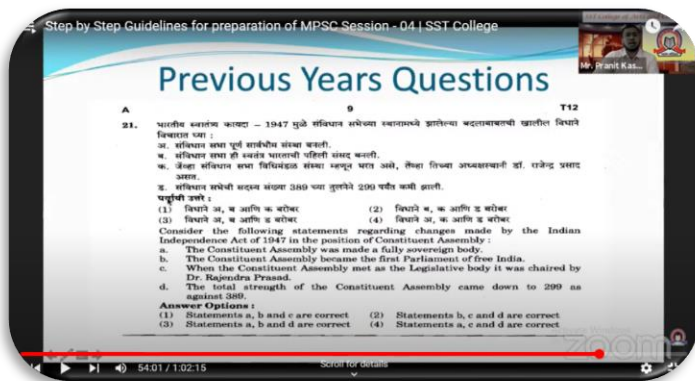 Step by Step Guidelines for preparation of MPSC Session - 04 | SST College
Mr. Pranit Kas...
Previous Years Questions
A 9 T12
21. भारतीय स्वातंत्र्य कायदा – 1947 मुळे संविधान सभेच्या स्थानामध्ये झालेल्या बदलाबाबतची खालील विधाने
विचारात घ्या :
अ. संविधान सभा पूर्ण सार्वभौम संस्था बनली.
ब. संविधान सभा ही स्वतंत्र भारताची पहिली संसद बनली.
क. जेंव्हा संविधान सभा विधिमंडळ संस्था म्हणून भरत असे, तेंव्हा तिच्या अध्यक्षस्थानी डॉ. राजेन्द्र प्रसाद
असत.
ड. संविधान सभेची सदस्य संख्या 389 च्या तुलनेने 299 पर्यंत कमी झाली.
पर्यायी उत्तरे :
(1) विधाने अ, ब आणि क बरोबर (2) विधाने ब, क आणि ड बरोबर
(3) विधाने अ, ब आणि ड बरोबर (4) विधाने अ, क आणि ड बरोबर
Consider the following statements regarding changes made by the Indian
Independence Act of 1947 in the position of Constituent Assembly :
a. The Constituent Assembly was made a fully sovereign body.
b. The Constituent Assembly became the first Parliament of free India.
c. When the Constituent Assembly met as the Legislative body it was chaired by
Dr. Rajendra Prasad.
d. The total strength of the Constituent Assembly came down to 299 as
against 389.
Answer Options :
(1) Statements a, b and c are correct (2) Statements b, c and d are correct
(3) Statements a, b and d are correct (4) Statements a, c and d are correct
zoom
54:01 / 1:02:15
Scroll for details